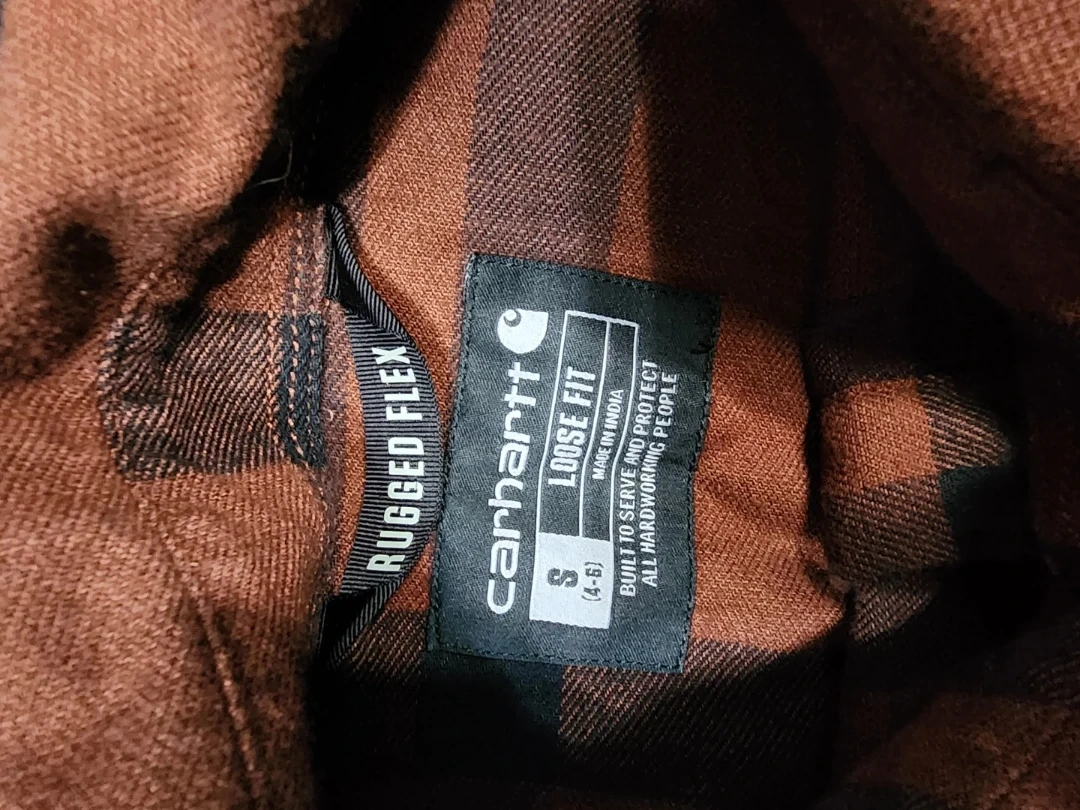 RUGGED FLEX
carhartt
S
(4-6)
LOOSE FIT
MADE IN INDIA
BUILT TO SERVE AND PROTECT
ALL HARDWORKING PEOPLE